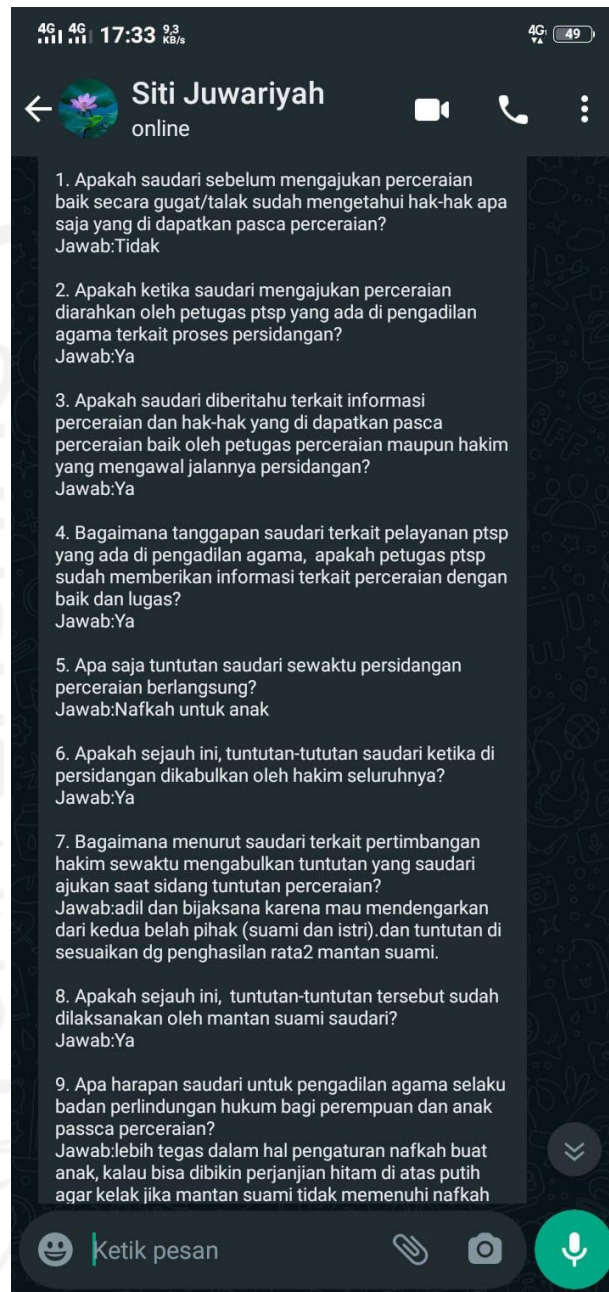 4G 4G 17:33 9,3 KB/s 4G 49
Siti Juwariyah
online
1. Apakah saudari sebelum mengajukan perceraian
baik secara gugat/talak sudah mengetahui hak-hak apa
saja yang di dapatkan pasca perceraian?
Jawab:Tidak
2. Apakah ketika saudari mengajukan perceraian
diarahkan oleh petugas ptsp yang ada di pengadilan
agama terkait proses persidangan?
Jawab:Ya
3. Apakah saudari diberitahu terkait informasi
perceraian dan hak-hak yang di dapatkan pasca
perceraian baik oleh petugas perceraian maupun hakim
yang mengawal jalannya persidangan?
Jawab:Ya
4. Bagaimana tanggapan saudari terkait pelayanan ptsp
yang ada di pengadilan agama, apakah petugas ptsp
sudah memberikan informasi terkait perceraian dengan
baik dan lugas?
Jawab:Ya
5. Apa saja tuntutan saudari sewaktu persidangan
perceraian berlangsung?
Jawab:Nafkah untuk anak
6. Apakah sejauh ini, tuntutan-tututan saudari ketika di
persidangan dikabulkan oleh hakim seluruhnya?
Jawab:Ya
7. Bagaimana menurut saudari terkait pertimbangan
hakim sewaktu mengabulkan tuntutan yang saudari
ajukan saat sidang tuntutan perceraian?
Jawab:adil dan bijaksana karena mau mendengarkan
dari kedua belah pihak (suami dan istri).dan tuntutan di
sesuaikan dg penghasilan rata2 mantan suami.
8. Apakah sejauh ini, tuntutan-tuntutan tersebut sudah
dilaksanakan oleh mantan suami saudari?
Jawab:Ya
9. Apa harapan saudari untuk pengadilan agama selaku
badan perlindungan hukum bagi perempuan dan anak
passca perceraian?
Jawab:lebih tegas dalam hal pengaturan nafkah buat
anak, kalau bisa dibikin perjanjian hitam di atas putih
agar kelak jika mantan suami tidak memenuhi nafkah
Ketik pesan